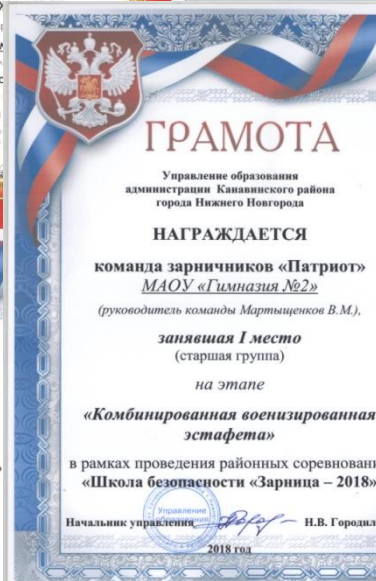 ГРАМОТА
Управление образования
администрации Канавинского района
города Нижнего Новгорода
НАГРАЖДАЕТСЯ
команда зарничников «Патриот»
МАОУ «Гимназия №2»
(руководитель команды Мартыщенков В.М.),
занявшая I место
(старшая группа)
на этапе
«Комбинированная военизированная
эстафета»
в рамках проведения районных соревновани
«Школа безопасности «Зарница – 2018»
Управление
образования
Начальник управления Н.В. Городил
2018 год